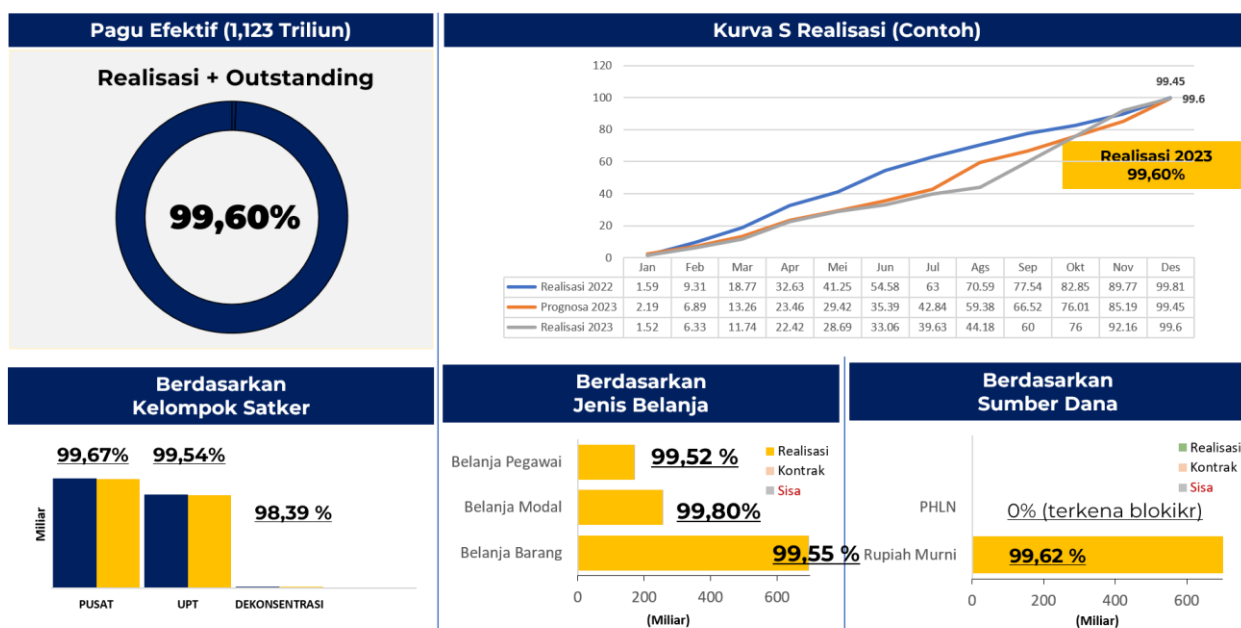 Pagu Efektif (1,123 Triliun)
Realisasi + Outstanding
99,60%
Kurva S Realisasi (Contoh)
120
100
80
60
40
20
0
99.45
99.6
Realisasi 2023
99,60%
Jan Feb Mar Apr Mei Jun Jul Ags Sep Okt Nov Des
Realisasi 2022 1.59 9.31 18.77 32.63 41.25 54.58 63 70.59 77.54 82.85 89.77 99.81
Prognosa 2023 2.19 6.89 13.26 23.46 29.42 35.39 42.84 59.38 66.52 76.01 85.19 99.45
Realisasi 2023 1.52 6.33 11.74 22.42 28.69 33.06 39.63 44.18 60 76 92.16 99.6
Berdasarkan
Kelompok Satker
99,67% 99,54%
98,39 %
Miliar
PUSAT UPT DEKONSENTRASI
Berdasarkan
Jenis Belanja
Belanja Pegawai 99,52 %
Belanja Modal 99,80%
Belanja Barang 99,55 %
Realisasi
Kontrak
Sisa
0 200 400 600
(Miliar)
Berdasarkan
Sumber Dana
Realisasi
Kontrak
Sisa
PHLN 0% (terkena blokikr)
Rupiah Murni 99,62 %
0 200 400 600
(Miliar)